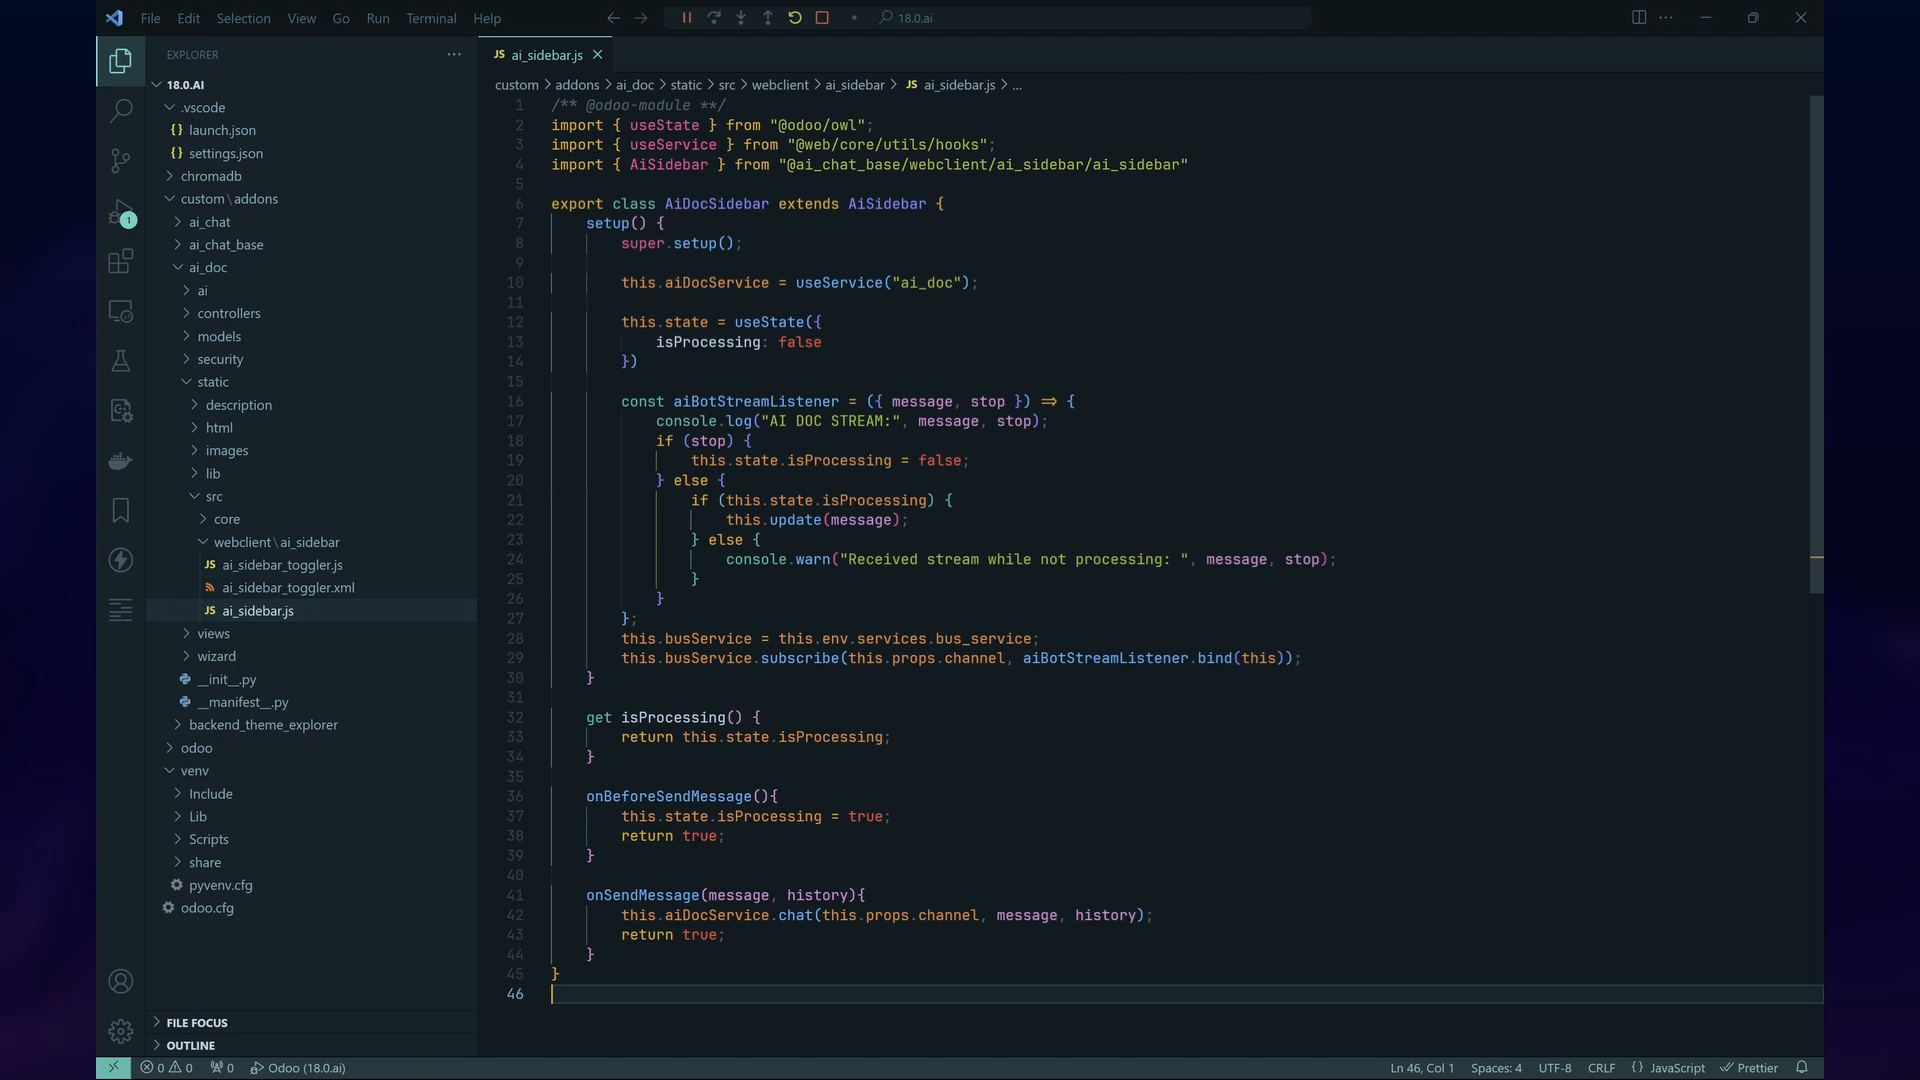 File Edit Selection View Go Run Terminal Help
18.0.ai
EXPLORER
18.0.AI
.vscode
launch.json
settings.json
chromadb
custom\addons
ai_chat
ai_chat_base
ai_doc
ai
controllers
models
security
static
description
html
images
lib
src
core
webclient\ai_sidebar
ai_sidebar_toggler.js
ai_sidebar_toggler.xml
ai_sidebar.js
views
wizard
__init__.py
__manifest__.py
backend_theme_explorer
odoo
venv
Include
Lib
Scripts
share
pyvenv.cfg
odoo.cfg
FILE FOCUS
OUTLINE
1
JS ai_sidebar.js
custom > addons > ai_doc > static > src > webclient > ai_sidebar > JS ai_sidebar.js > ...
1 /** @odoo-module **/
2 import { useState } from "@odoo/owl";
3 import { useService } from "@web/core/utils/hooks";
4 import { AiSidebar } from "@ai_chat_base/webclient/ai_sidebar/ai_sidebar"
5
6 export class AiDocSidebar extends AiSidebar {
7 setup() {
8 super.setup();
9
10 this.aiDocService = useService("ai_doc");
11
12 this.state = useState({
13 isProcessing: false
14 })
15
16 const aiBotStreamListener = ({ message, stop }) => {
17 console.log("AI DOC STREAM:", message, stop);
18 if (stop) {
19 this.state.isProcessing = false;
20 } else {
21 if (this.state.isProcessing) {
22 this.update(message);
23 } else {
24 console.warn("Received stream while not processing: ", message, stop);
25 }
26 }
27 };
28 this.busService = this.env.services.bus_service;
29 this.busService.subscribe(this.props.channel, aiBotStreamListener.bind(this));
30 }
31
32 get isProcessing() {
33 return this.state.isProcessing;
34 }
35
36 onBeforeSendMessage(){
37 this.state.isProcessing = true;
38 return true;
39 }
40
41 onSendMessage(message, history){
42 this.aiDocService.chat(this.props.channel, message, history);
43 return true;
44 }
45 }
46
0 0 0 Odoo (18.0.ai) Ln 46, Col 1 Spaces: 4 UTF-8 CRLF {} JavaScript Prettier